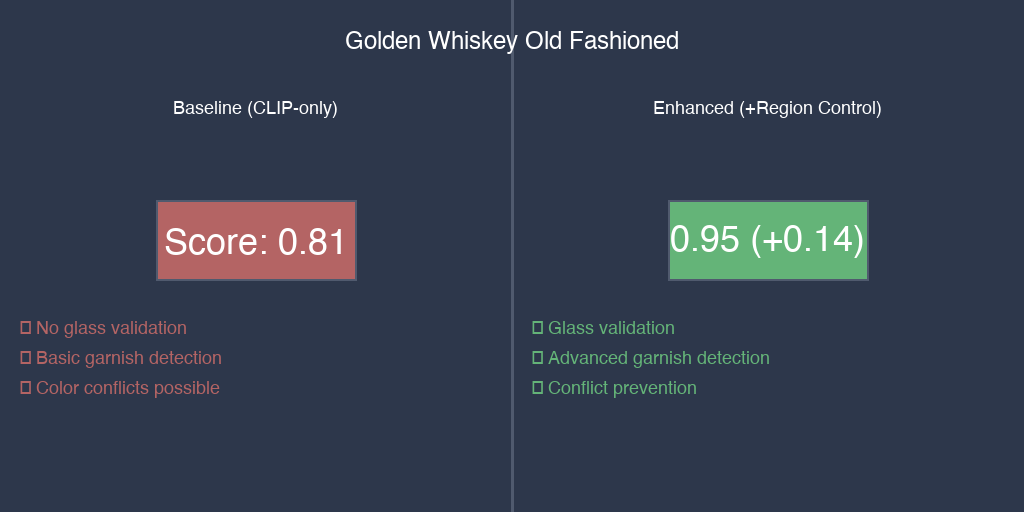 Golden Whiskey Old Fashioned
Baseline (CLIP-only)
Score: 0.81
□ No glass validation
□ Basic garnish detection
□ Color conflicts possible
Enhanced (+Region Control)
0.95 (+0.14)
□ Glass validation
□ Advanced garnish detection
□ Conflict prevention